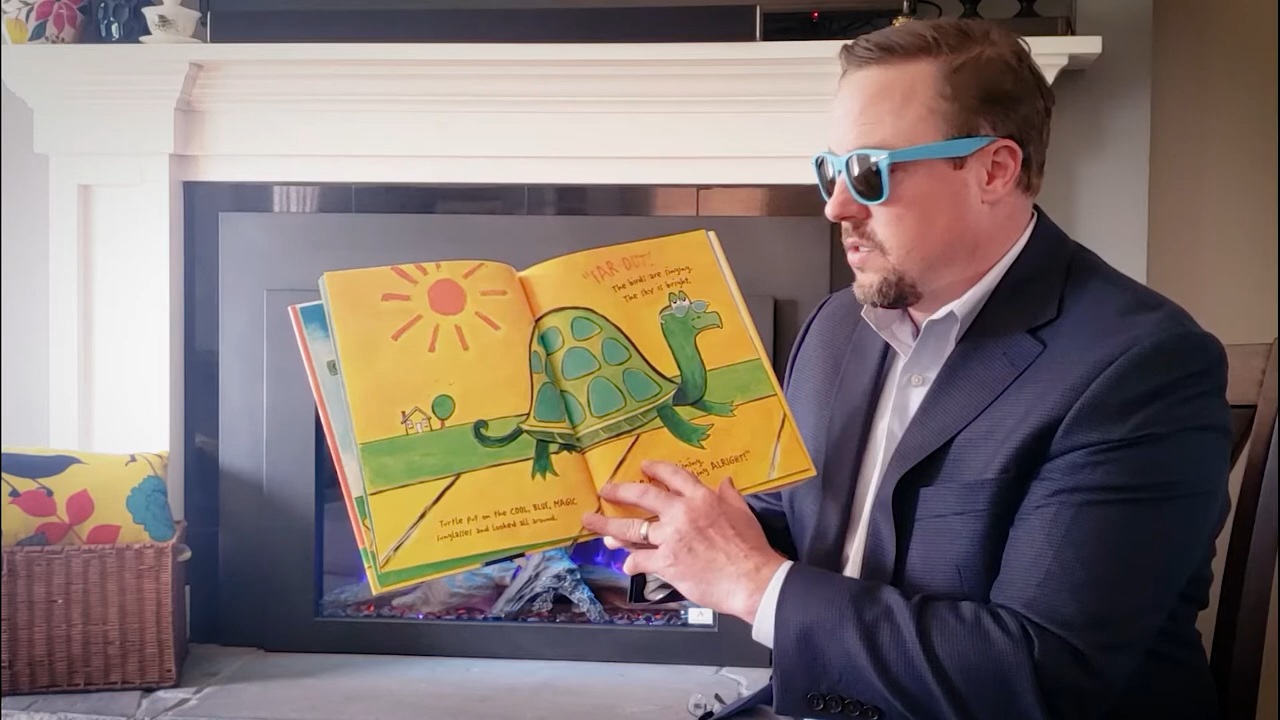 "FAR OUT!
The birds are singing.
The sky is bright.
Turtle put on the COOL, BLUE, MAGIC
sunglasses and looked all around.
ALRIGHT!"